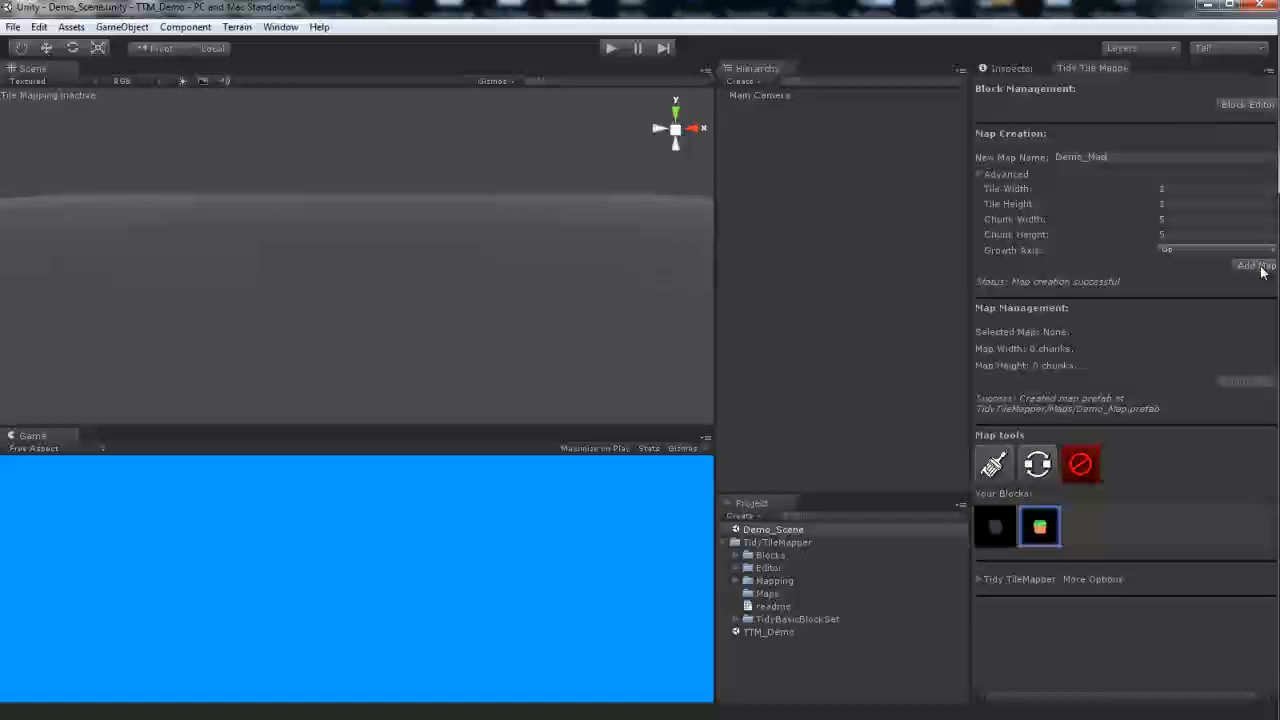 Unity - Demo_Scene.unity - TTM_Demo - PC and Mac Standalone*
File Edit Assets GameObject Component Terrain Window Help
Pivot Local
Layers
Tall
Scene
Textured RGB Gizmos
Tile Mapping Inactive
y
x
Game
Free Aspect Maximize on Play Stats Gizmos
Hierarchy
Create
Main Camera
Project
Create
Demo_Scene
TidyTileMapper
Blocks
Editor
Mapping
Maps
readme
TidyBasicBlockSet
TTM_Demo
Inspector Tidy Tile Mappe
Block Management:
Block Editor
Map Creation:
New Map Name: Demo_Map
Advanced
Tile Width: 1
Tile Height: 1
Chunk Width: 5
Chunk Height: 5
Growth Axis: Up
Add Map
Status: Map creation successful
Map Management:
Selected Map: None.
Map Width: 0 chunks.
Map Height: 0 chunks.
Success: Created map prefab at
TidyTileMapper/Maps/Demo_Map.prefab
Map tools
Your Blocks:
Tidy TileMapper More Options